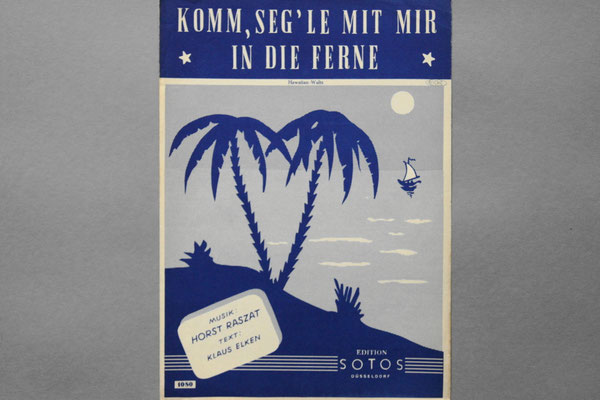 KOMM, SEG'LE MIT MIR
IN DIE FERNE
Hawaiian-Waltz
MUSIK
HORST RASZAT
TEXT:
KLAUS ELKEN
EDITION
SOTOS
DÜSSELDORF
1080